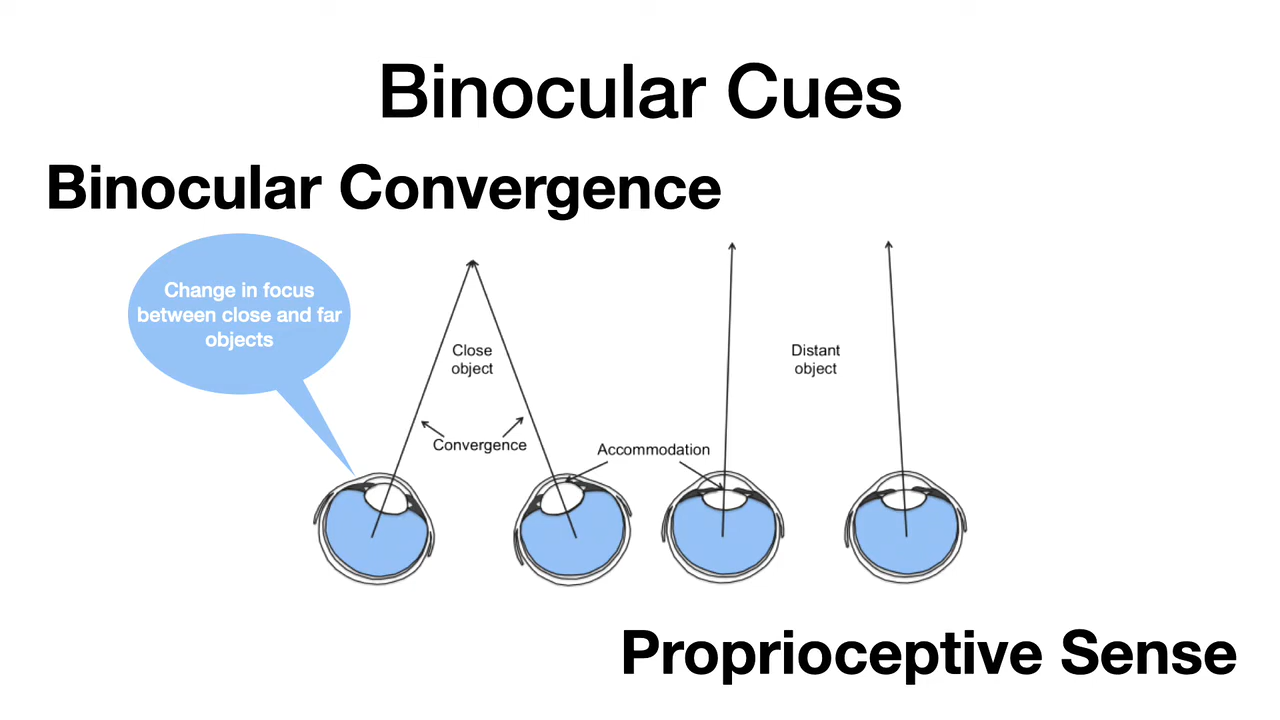 Binocular Cues
Binocular Convergence
Change in focus
between close and far
objects
Close
object
Distant
object
Convergence
Accommodation
Proprioceptive Sense